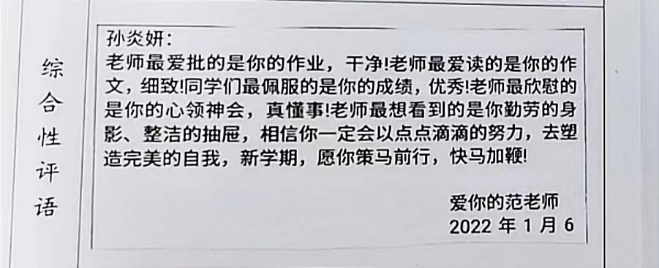 综合性评语
孙炎妍：
老师最爱批的是你的作业，干净!老师最爱读的是你的作
文，细致!同学们最佩服的是你的成绩，优秀!老师最欣慰的
是你的心领神会，真懂事!老师最想看到的是你勤劳的身
影、整洁的抽屉，相信你一定会以点点滴滴的努力，去塑
造完美的自我，新学期，愿你策马前行，快马加鞭!
爱你的范老师
2022 年 1 月 6